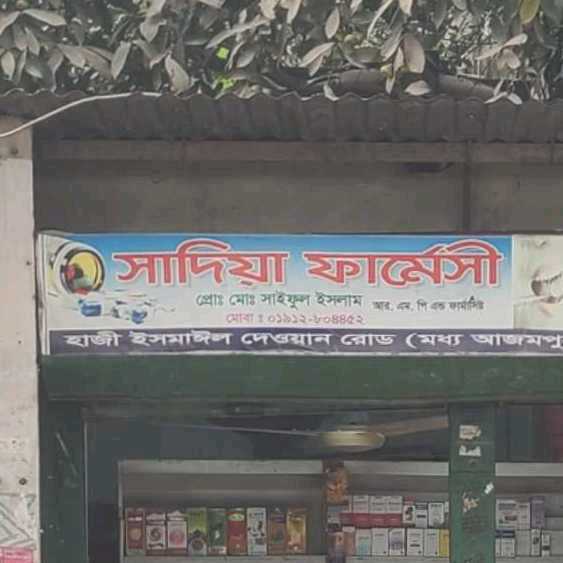 সাদিয়া ফার্মেসী
প্রোঃ মোঃ সাইফুল ইসলাম আর. এম. পি এন্ড ফার্মাসিষ্ট
মোবা : ০১৯১২-৮০৪৪৫২
হাজী ইসমাঈল দেওয়ান রোড (মধ্য আজমপু